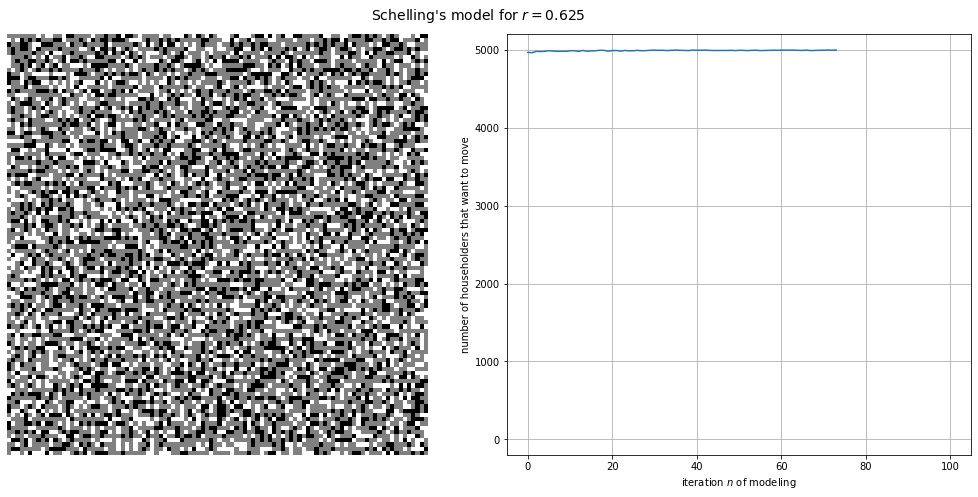 Schelling's model for r = 0.625
number of householders that want to move
5000
4000
3000
2000
1000
0
0 20 40 60 80 100
iteration n of modeling